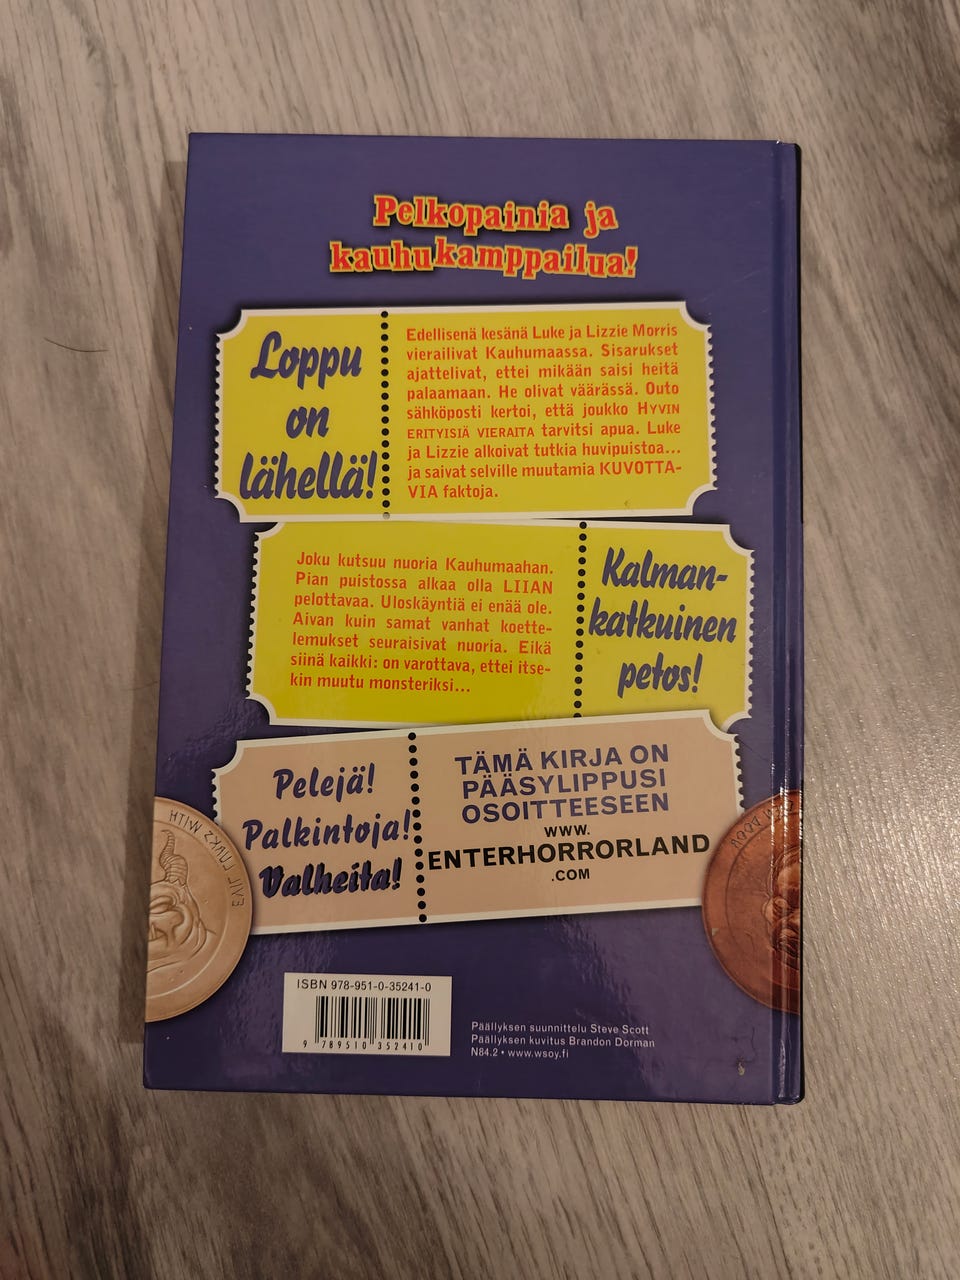 Pelkopainia ja
kauhukamppailua!
Loppu
on
lähellä!
Edellisenä kesänä Luke ja Lizzie Morris
vierailivat Kauhumaassa. Sisarukset
ajattelivat, ettei mikään saisi heitä
palaamaan. He olivat väärässä. Outo
sähköposti kertoi, että joukko HYVIN
ERITYISIÄ VIERAITA tarvitsi apua. Luke
ja Lizzie alkoivat tutkia huvipuistoa...
ja saivat selville muutamia KUVOTTA-
VIA faktoja.
Joku kutsuu nuoria Kauhumaahan.
Pian puistossa alkaa olla LIIAN
pelottavaa. Uloskäyntiä ei enää ole.
Aivan kuin samat vanhat koette-
lemukset seuraisivat nuoria. Eikä
siinä kaikki: on varottava, ettei itse-
kin muutu monsteriksi...
Kalman-
katkuinen
petos!
Pelejä!
Palkintoja!
Valheita!
TÄMÄ KIRJA ON
PÄÄSYLIPPUSI
OSOITTEESEEN
WWW.
ENTERHORRORLAND
.COM
ISBN 978-951-0-35241-0
9 789510 352410
Päällyksen suunnittelu Steve Scott
Päällyksen kuvitus Brandon Dorman
N84.2 • www.wsoy.fi